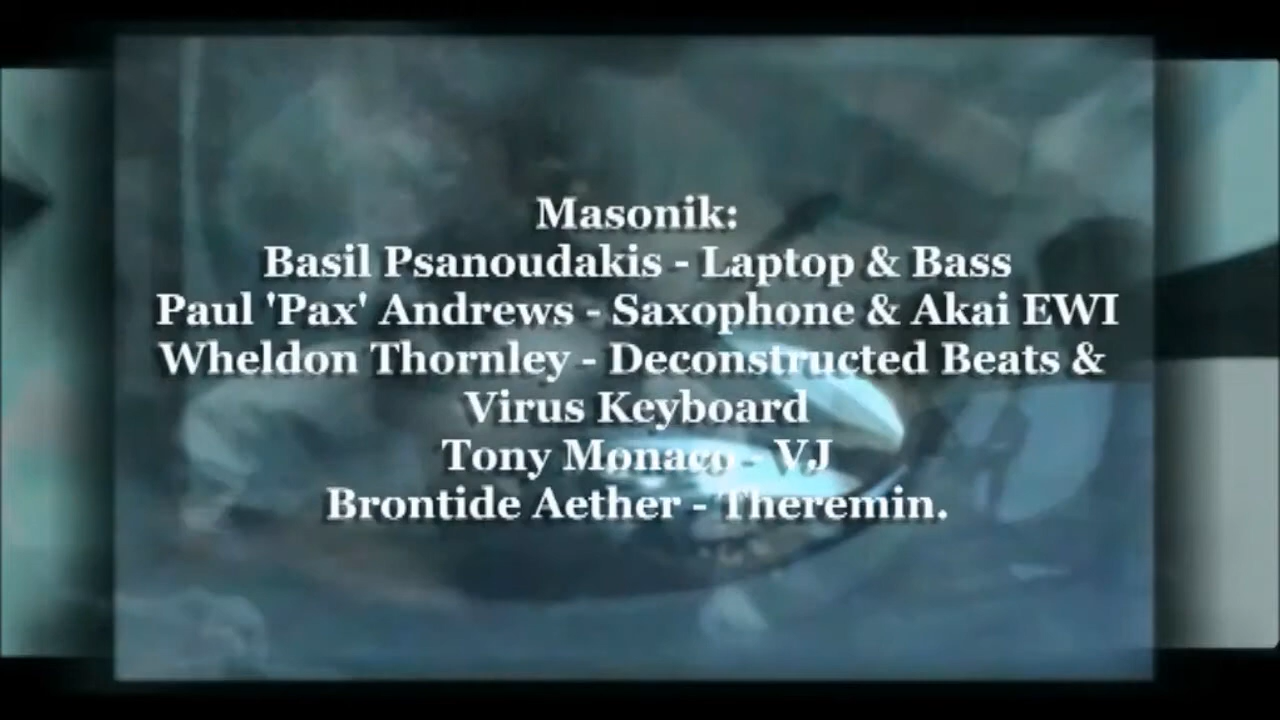 Masonik:
Basil Psanoudakis - Laptop & Bass
Paul 'Pax' Andrews - Saxophone & Akai EWI
Wheldon Thornley - Deconstructed Beats &
Virus Keyboard
Tony Monaco - VJ
Brontide Aether - Theremin.